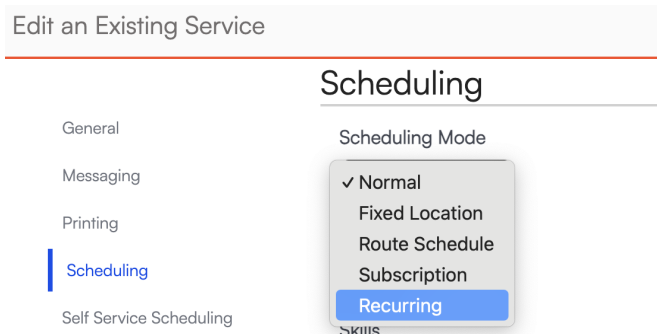 Edit an Existing Service
Scheduling
General
Messaging
Printing
Scheduling
Self Service Scheduling
Scheduling Mode
✓ Normal
Fixed Location
Route Schedule
Subscription
Recurring
Skills